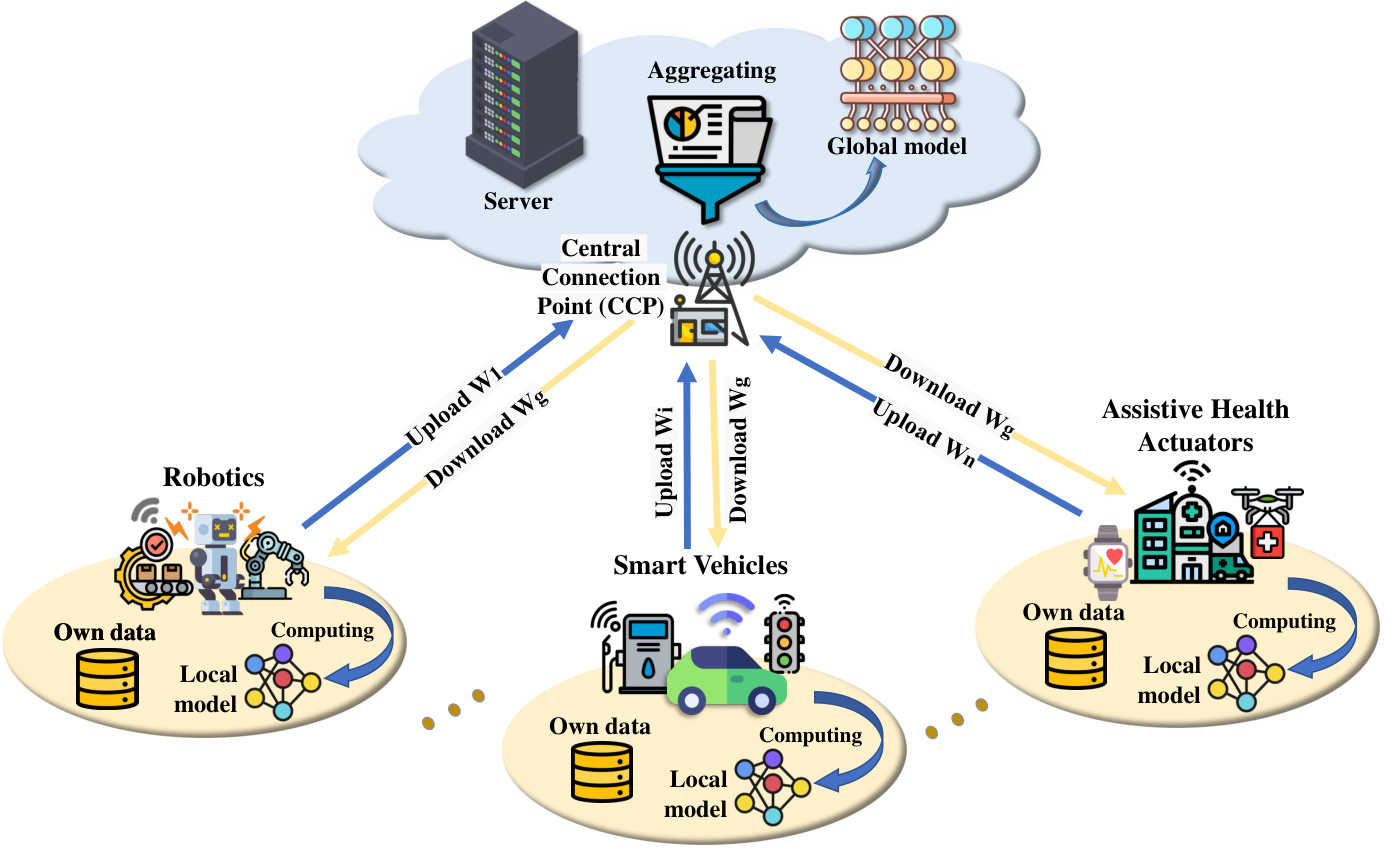 Aggregating
Global model
Server
Central
Connection
Point (CCP)
Upload W1
Download Wg
Upload Wi
Download Wg
Download Wg
Upload Wn
Robotics
Own data
Computing
Local
model
Smart Vehicles
Own data
Computing
Local
model
Assistive Health
Actuators
Own data
Computing
Local
model